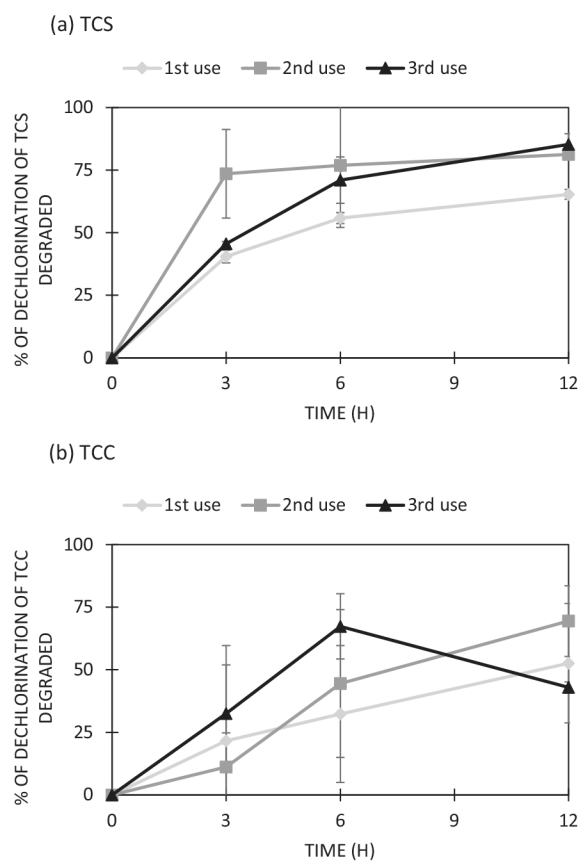 (a) TCS
1st use 2nd use 3rd use
100
75
50
25
0
% OF DECHLORINATION OF TCS
DEGRADED
0 3 6 9 12
TIME (H)
(b) TCC
1st use 2nd use 3rd use
100
75
50
25
0
% OF DECHLORINATION OF TCC
DEGRADED
0 3 6 9 12
TIME (H)